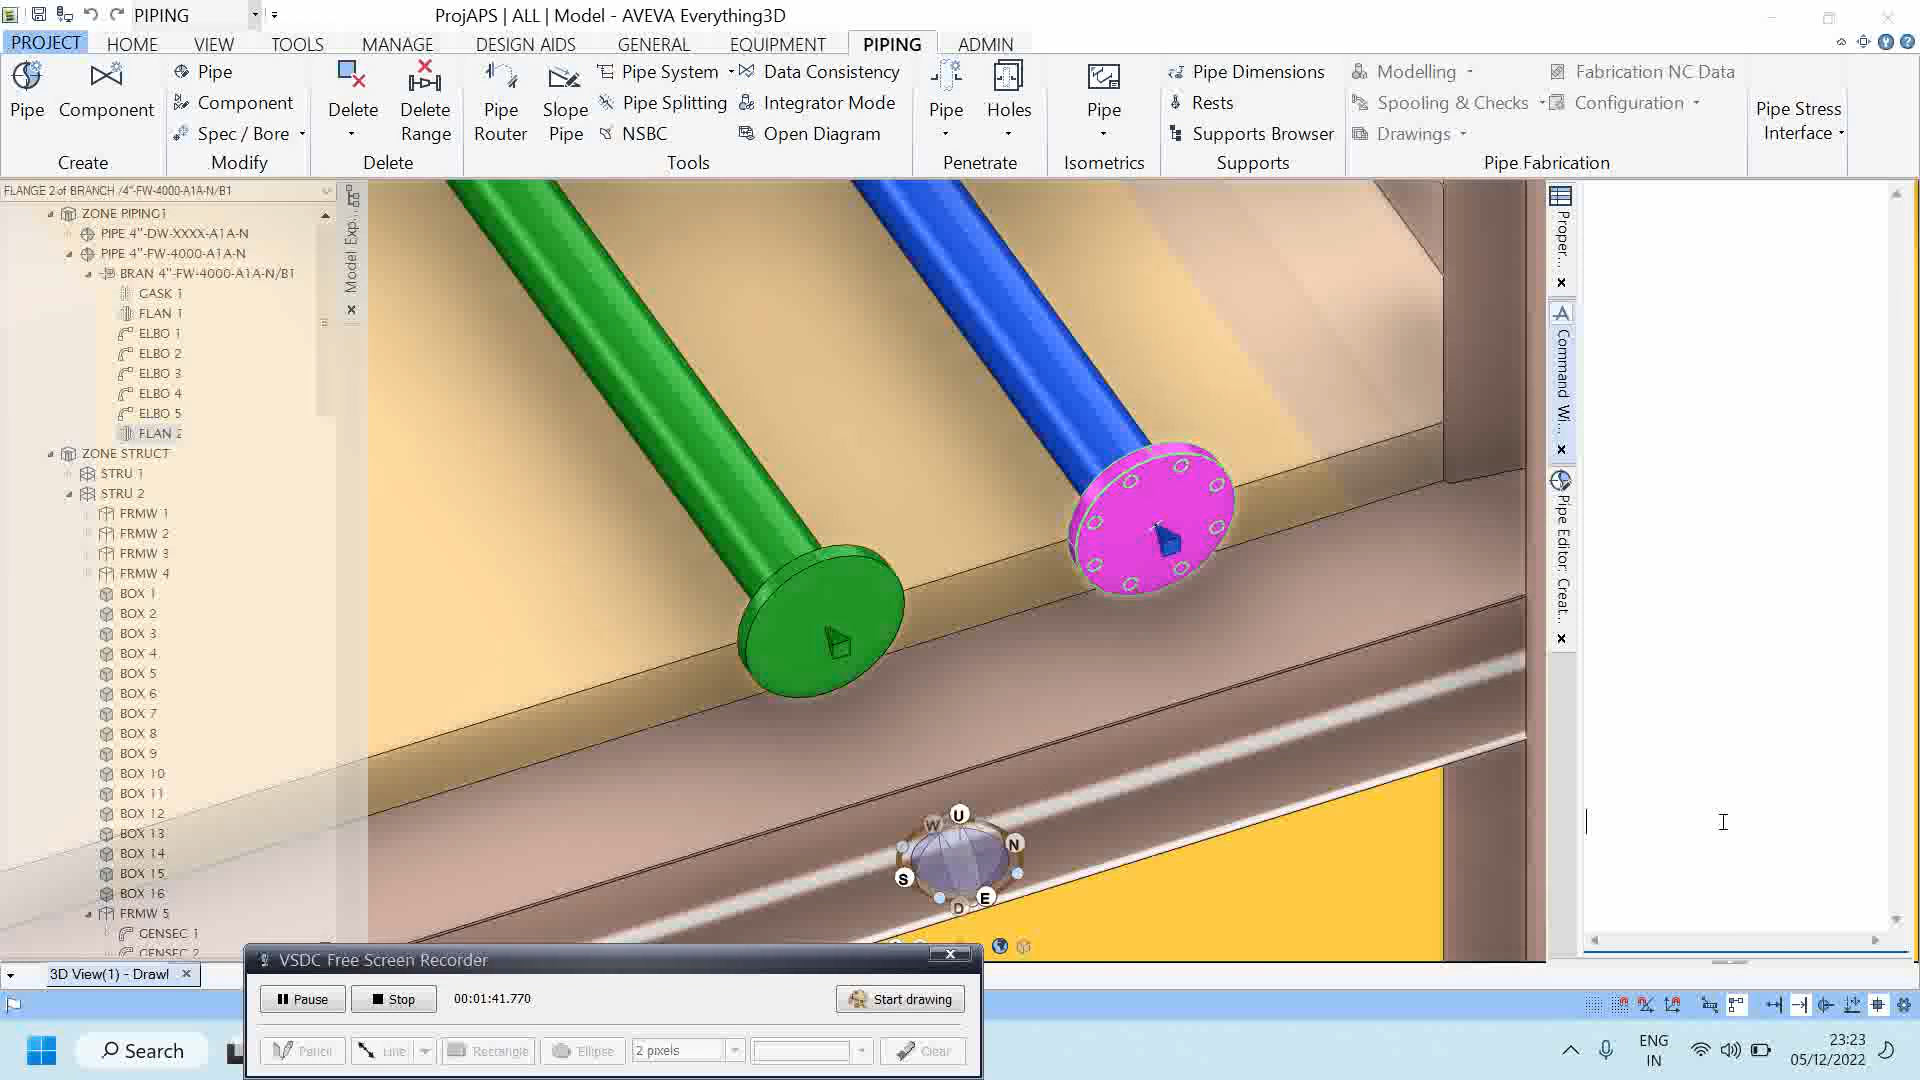 PIPING
ProjAPS | ALL | Model - AVEVA Everything3D
PROJECT HOME VIEW TOOLS MANAGE DESIGN AIDS GENERAL EQUIPMENT PIPING ADMIN
Pipe
Component
Create
Pipe
Component
Spec / Bore
Modify
Delete
Delete Range
Delete
Pipe Router
Slope Pipe
Pipe System
Pipe Splitting
NSBC
Data Consistency
Integrator Mode
Open Diagram
Tools
Pipe
Holes
Penetrate
Pipe
Isometrics
Pipe Dimensions
Rests
Supports Browser
Supports
Modelling
Spooling & Checks
Drawings
Fabrication NC Data
Configuration
Pipe Fabrication
Pipe Stress Interface
FLANGE 2 of BRANCH /4"-FW-4000-A1A-N/B1
ZONE PIPING1
PIPE 4"-DW-XXXX-A1A-N
PIPE 4"-FW-4000-A1A-N
BRAN 4"-FW-4000-A1A-N/B1
GASK 1
FLAN 1
ELBO 1
ELBO 2
ELBO 3
ELBO 4
ELBO 5
FLAN 2
ZONE STRUCT
STRU 1
STRU 2
FRMW 1
FRMW 2
FRMW 3
FRMW 4
BOX 1
BOX 2
BOX 3
BOX 4
BOX 5
BOX 6
BOX 7
BOX 8
BOX 9
BOX 10
BOX 11
BOX 12
BOX 13
BOX 14
BOX 15
BOX 16
FRMW 5
GENSEC 1
GENSEC 2
Model Exp...
Proper...
Command Wi...
Pipe Editor: Creat...
U
W
N
S
E
D
3D View(1) - Drawl
VSDC Free Screen Recorder
Pause
Stop
00:01:41.770
Start drawing
Pencil
Line
Rectangle
Ellipse
2 pixels
Clear
Search
ENG
IN
23:23
05/12/2022